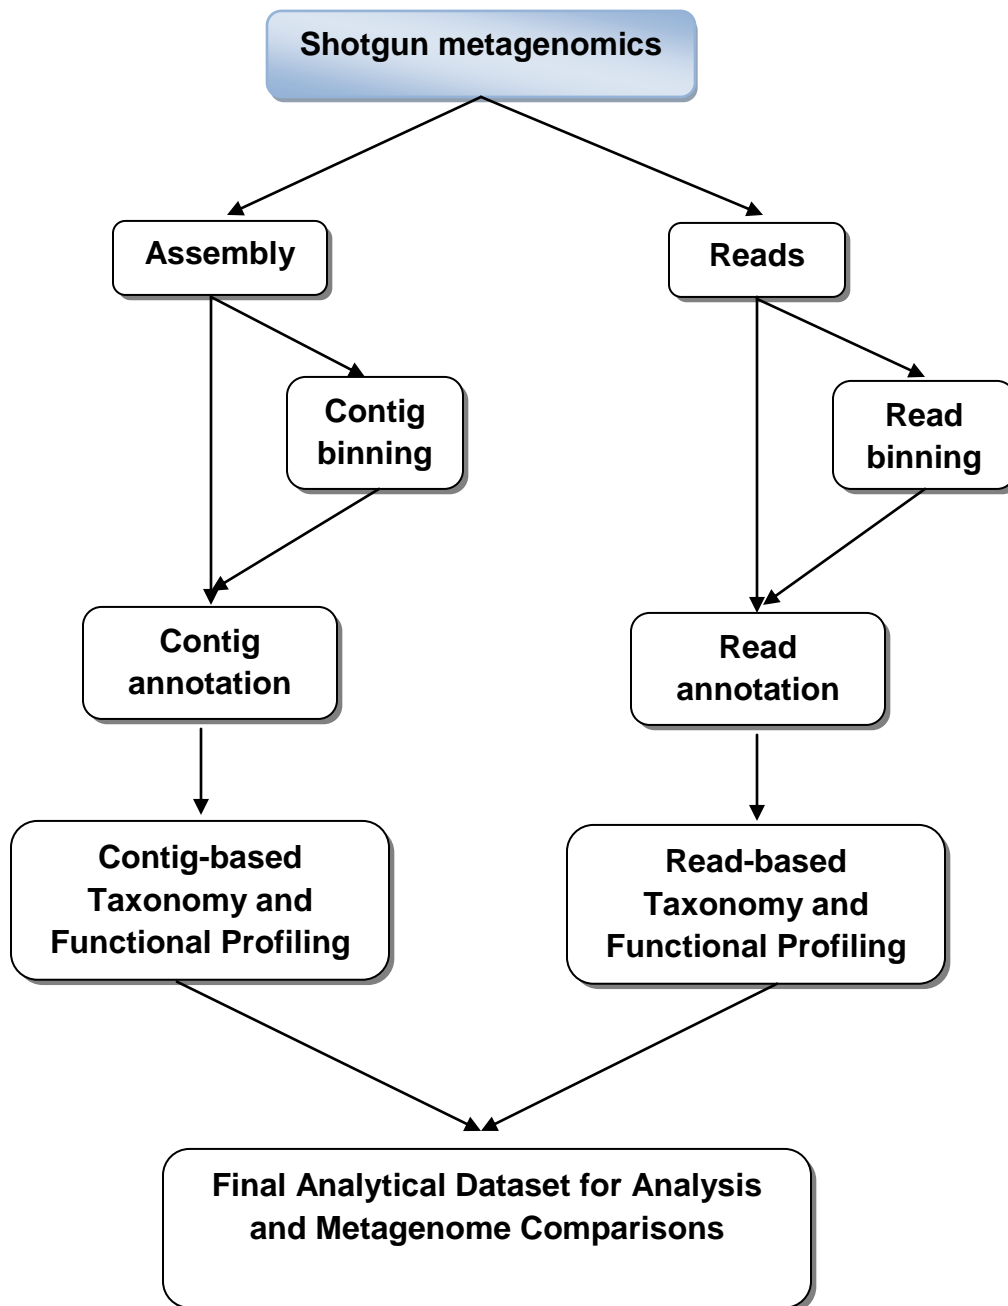 Shotgun metagenomics
Assembly
Reads
Contig
binning
Read
binning
Contig
annotation
Read
annotation
Contig-based
Taxonomy and
Functional Profiling
Read-based
Taxonomy and
Functional Profiling
Final Analytical Dataset for Analysis
and Metagenome Comparisons